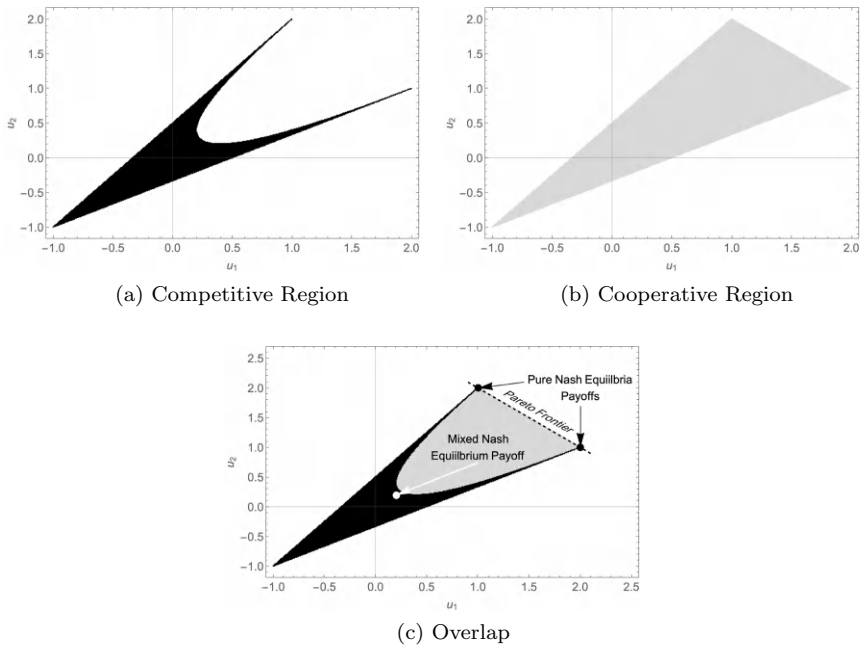 2.0
1.5
1.0
0.5
0.0
−0.5
−1.0
u2
−1.0 −0.5 0.0 0.5 1.0 1.5 2.0
u1
(a) Competitive Region
2.0
1.5
1.0
0.5
0.0
−0.5
−1.0
u2
−1.0 −0.5 0.0 0.5 1.0 1.5 2.0
u1
(b) Cooperative Region
2.5
2.0
1.5
1.0
0.5
0.0
−0.5
−1.0
u2
Pure Nash Equiilbria
Payoffs
Pareto Frontier
Mixed Nash
Equiilbrium Payoff
−1.0 −0.5 0.0 0.5 1.0 1.5 2.0 2.5
u1
(c) Overlap